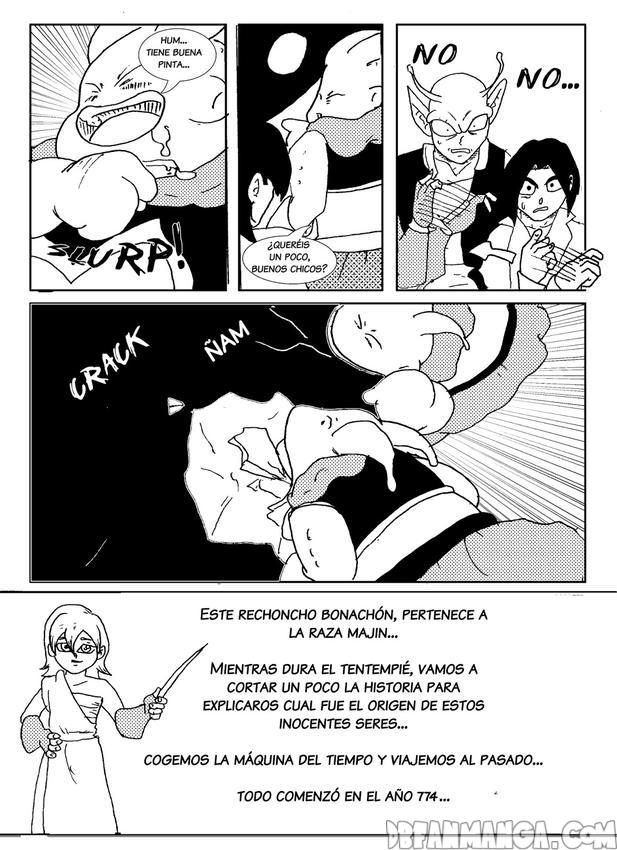 HUM...
TIENE BUENA
PINTA...
SLURP!
¿QUERÉIS
UN POCO,
BUENOS CHICOS?
NO
NO...
CRACK
ÑAM
ESTE RECHONCHO BONACHÓN, PERTENECE A
LA RAZA MAJIN...
MIENTRAS DURA EL TENTEMPIÉ, VAMOS A
CORTAR UN POCO LA HISTORIA PARA
EXPLICAROS CUAL FUE EL ORIGEN DE ESTOS
INOCENTES SERES...
COGEMOS LA MÁQUINA DEL TIEMPO Y VIAJEMOS AL PASADO...
TODO COMENZÓ EN EL AÑO 774...
DBFANMANGA.COM